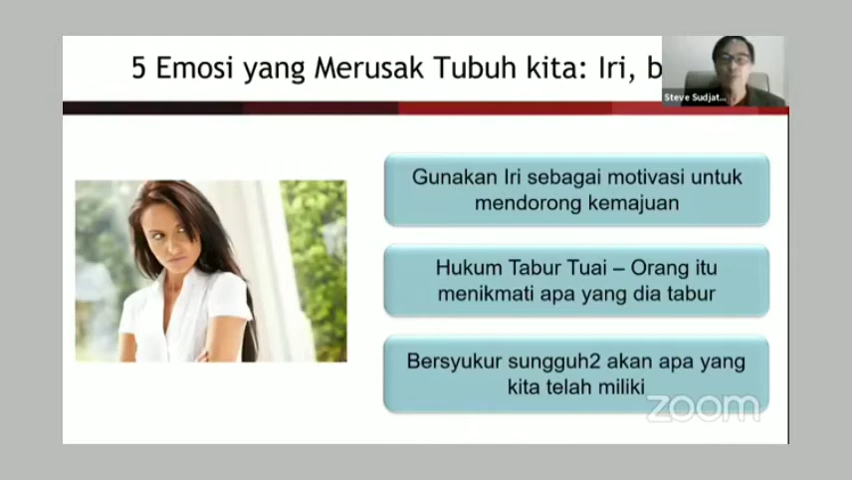 5 Emosi yang Merusak Tubuh kita: Iri, b
Steve Sudjat...
Gunakan Iri sebagai motivasi untuk
mendorong kemajuan
Hukum Tabur Tuai – Orang itu
menikmati apa yang dia tabur
Bersyukur sungguh2 akan apa yang
kita telah miliki
zoom